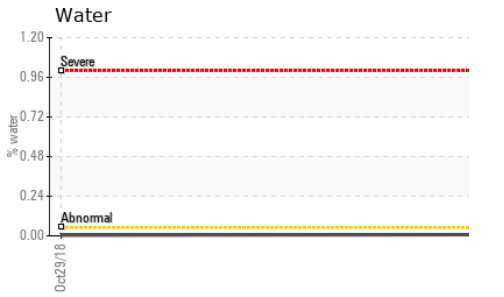 Water
1.20
Severe
0.96
0.72
% water
0.48
0.24
Abnormal
0.00
Oct29/18